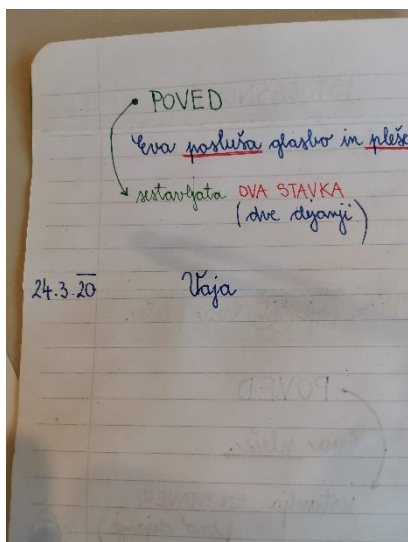 POVED
Eva posluša glasbo in pleše
sestavljata DVA STAVKA
(dve dejanji)
24.3.20 Vaja